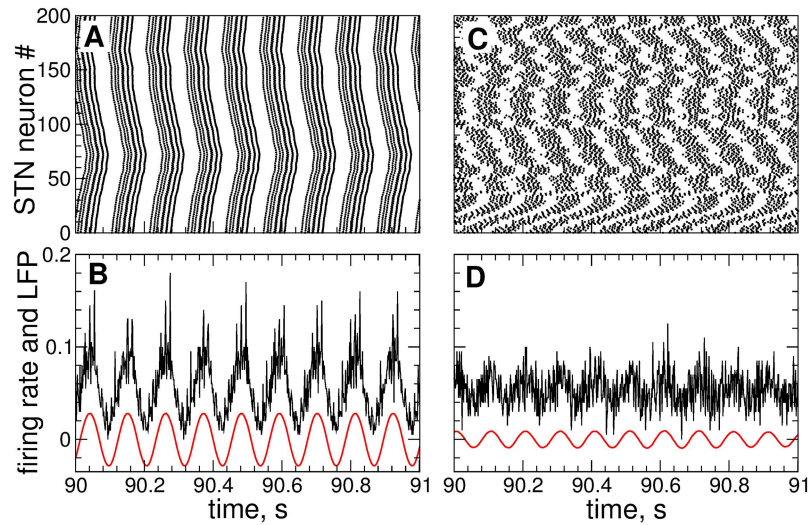 200
150
100
50
0
STN neuron #
A
C
0.2
0.1
0
firing rate and LFP
B
D
90 90.2 90.4 90.6 90.8 91
90 90.2 90.4 90.6 90.8 91
time, s
time, s